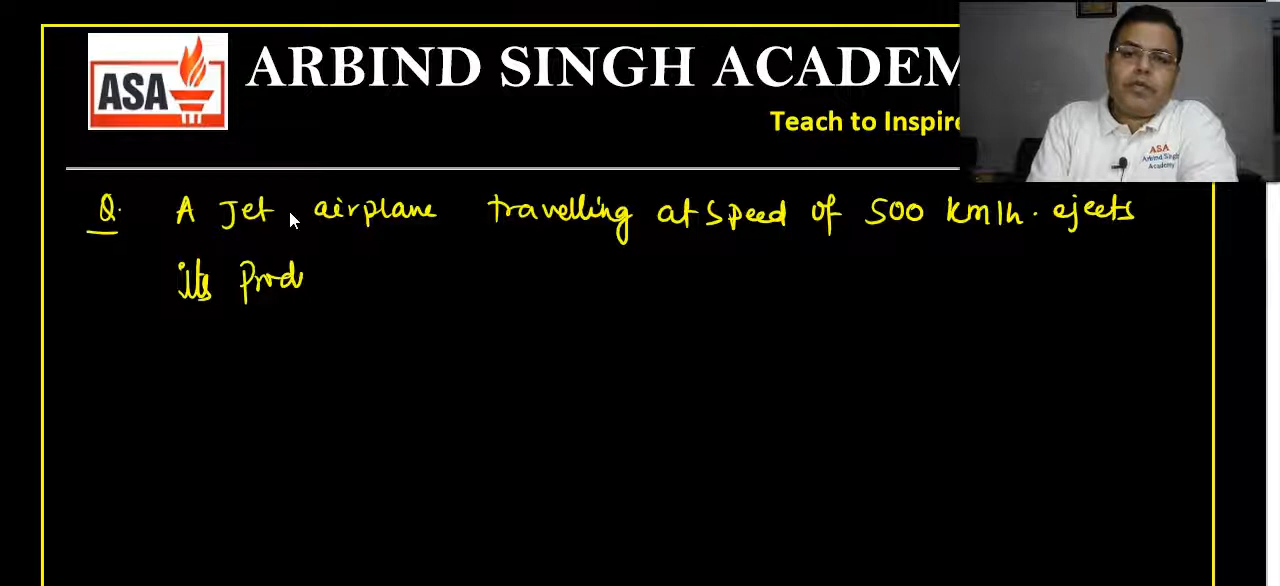 ASA
ARBIND SINGH ACADEM
Teach to Inspire
ASA
Arbind Singh
Academy
Q. A Jet airplane travelling at speed of 500 km/h. ejects
its Prod